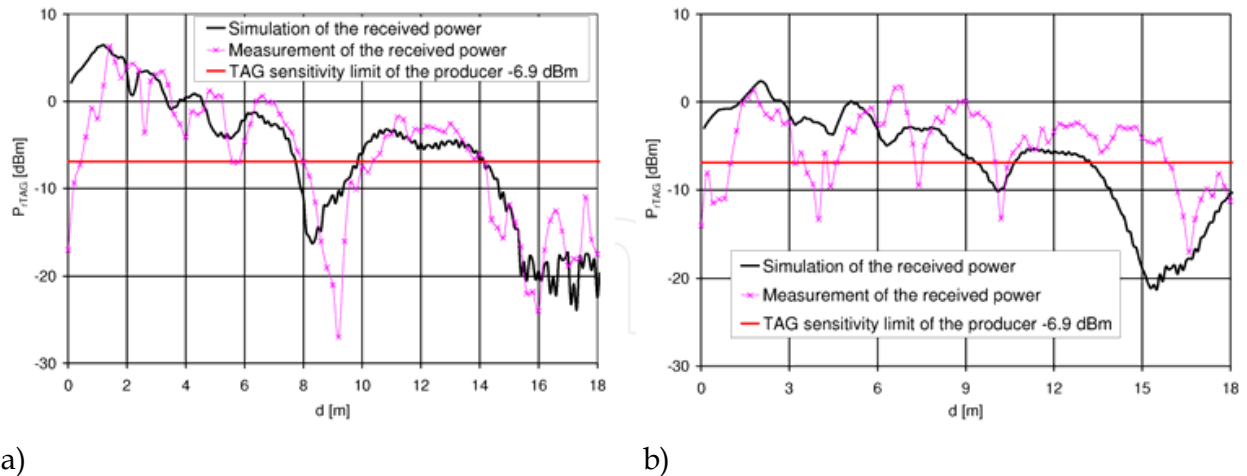 10
0
-10
-20
-30
P_rTAG [dBm]
Simulation of the received power
Measurement of the received power
TAG sensitivity limit of the producer -6.9 dBm
0 2 4 6 8 10 12 14 16 18
d [m]
a)
10
0
-10
-20
-30
P_rTAG [dBm]
Simulation of the received power
Measurement of the received power
TAG sensitivity limit of the producer -6.9 dBm
0 3 6 9 12 15 18
d [m]
b)